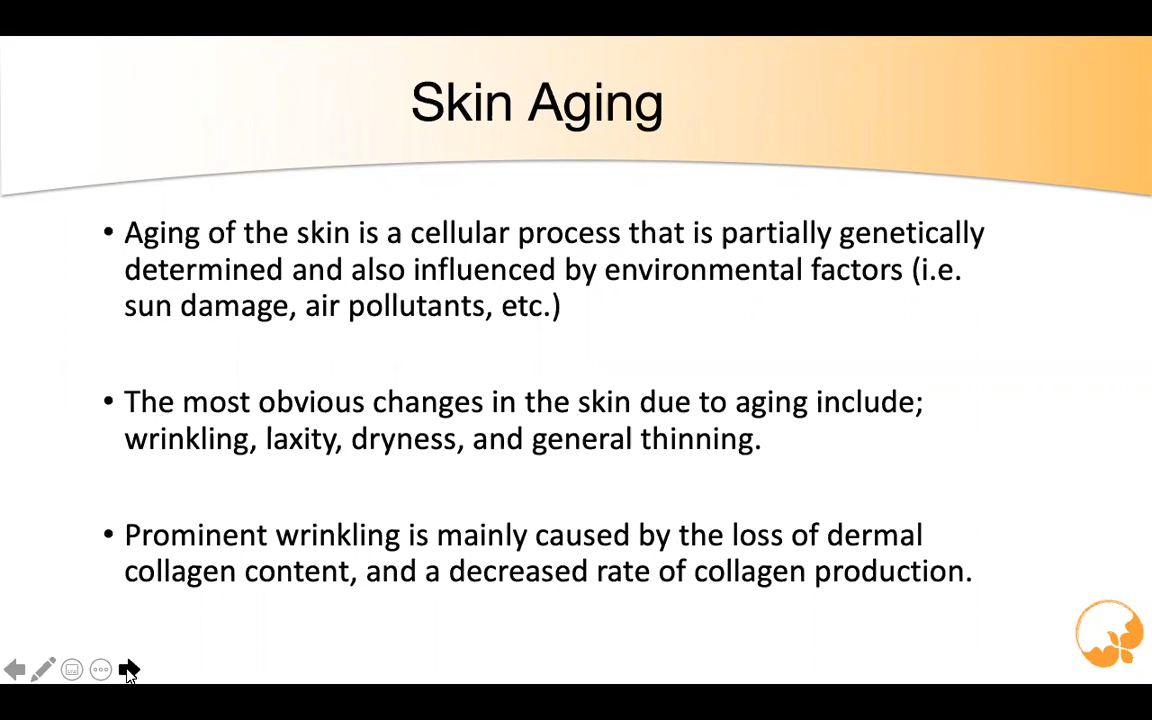 Skin Aging
• Aging of the skin is a cellular process that is partially genetically
determined and also influenced by environmental factors (i.e.
sun damage, air pollutants, etc.)
• The most obvious changes in the skin due to aging include;
wrinkling, laxity, dryness, and general thinning.
• Prominent wrinkling is mainly caused by the loss of dermal
collagen content, and a decreased rate of collagen production.